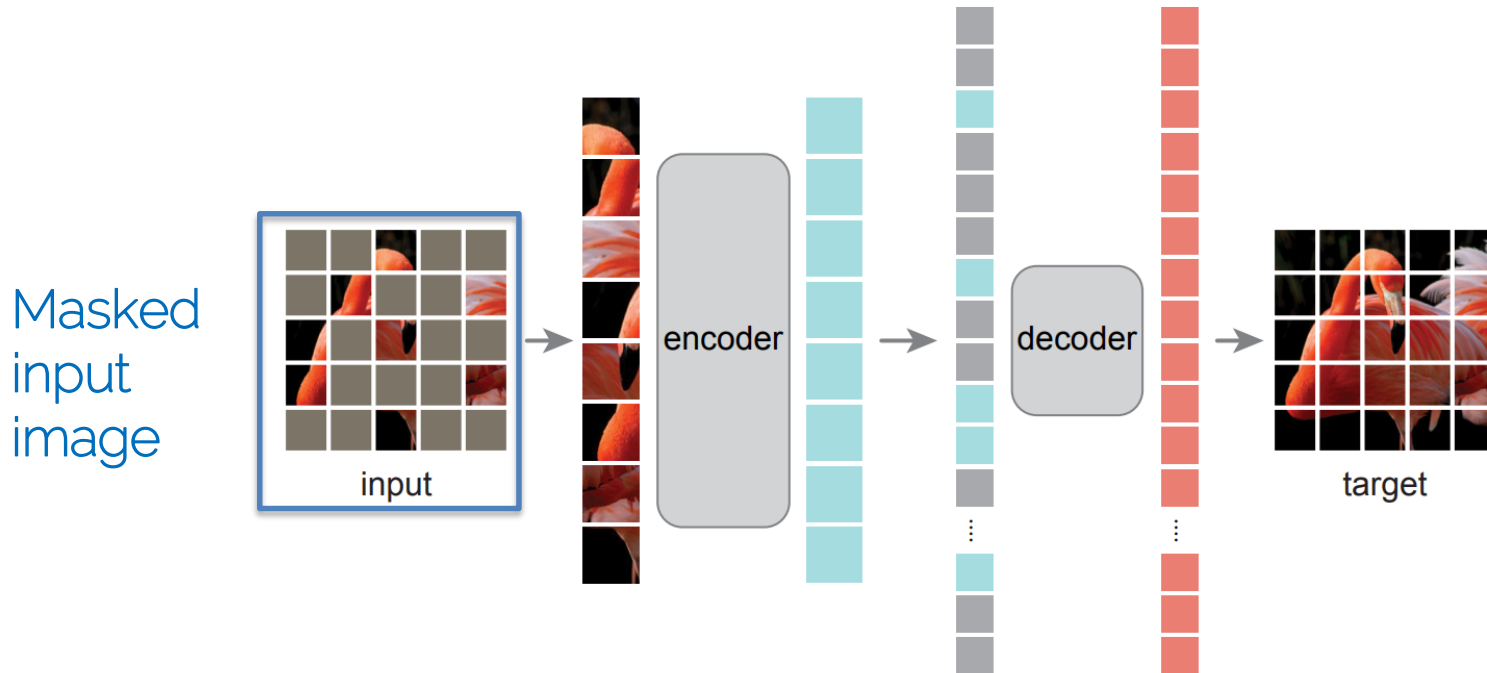 Masked
input
image
input
encoder
decoder
target